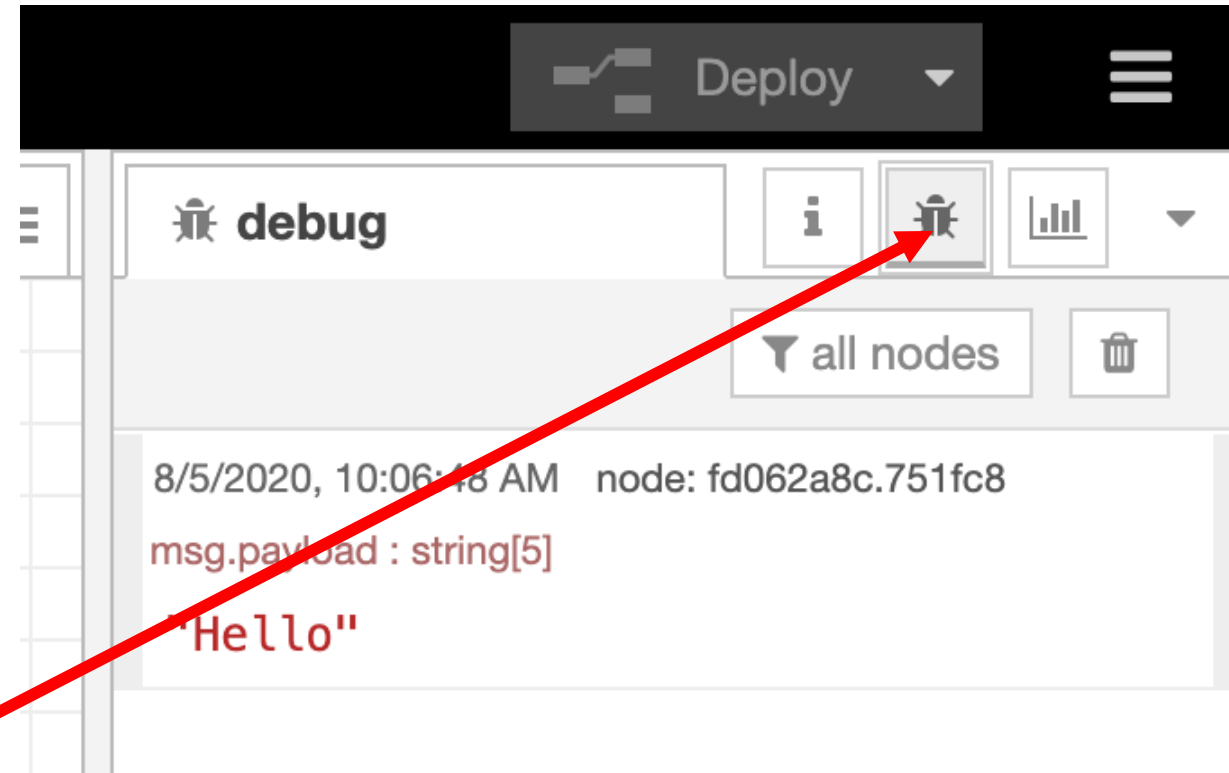 Deploy
debug
i
all nodes
8/5/2020, 10:06:48 AM node: fd062a8c.751fc8
msg.payload : string[5]
"Hello"